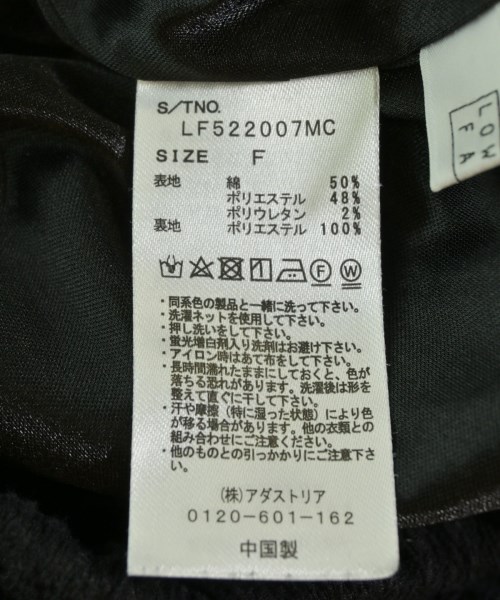 S/TNO.
LF522007MC
SIZE F
表地 綿 50%
ポリエステル 48%
ポリウレタン 2%
裏地 ポリエステル 100%
F W
・同系色の製品と一緒に洗って下さい。
・洗濯ネットを使用して下さい。
・押し洗いをして下さい。
・蛍光増白剤入り洗剤はお避け下さい。
・アイロン時はあて布をして下さい。
・長時間濡れたままにしておくと、色が
落ちる恐れがあります。洗濯後は形を
整えて直ぐに干して下さい。
・汗や摩擦(特に湿った状態)により色
が移る場合があります。他の衣類との
組み合わせにご注意ください。
・他のものとの引っかかりにご注意下さ
い。
(株)アダストリア
0120-601-162
中国製
LOW
FA